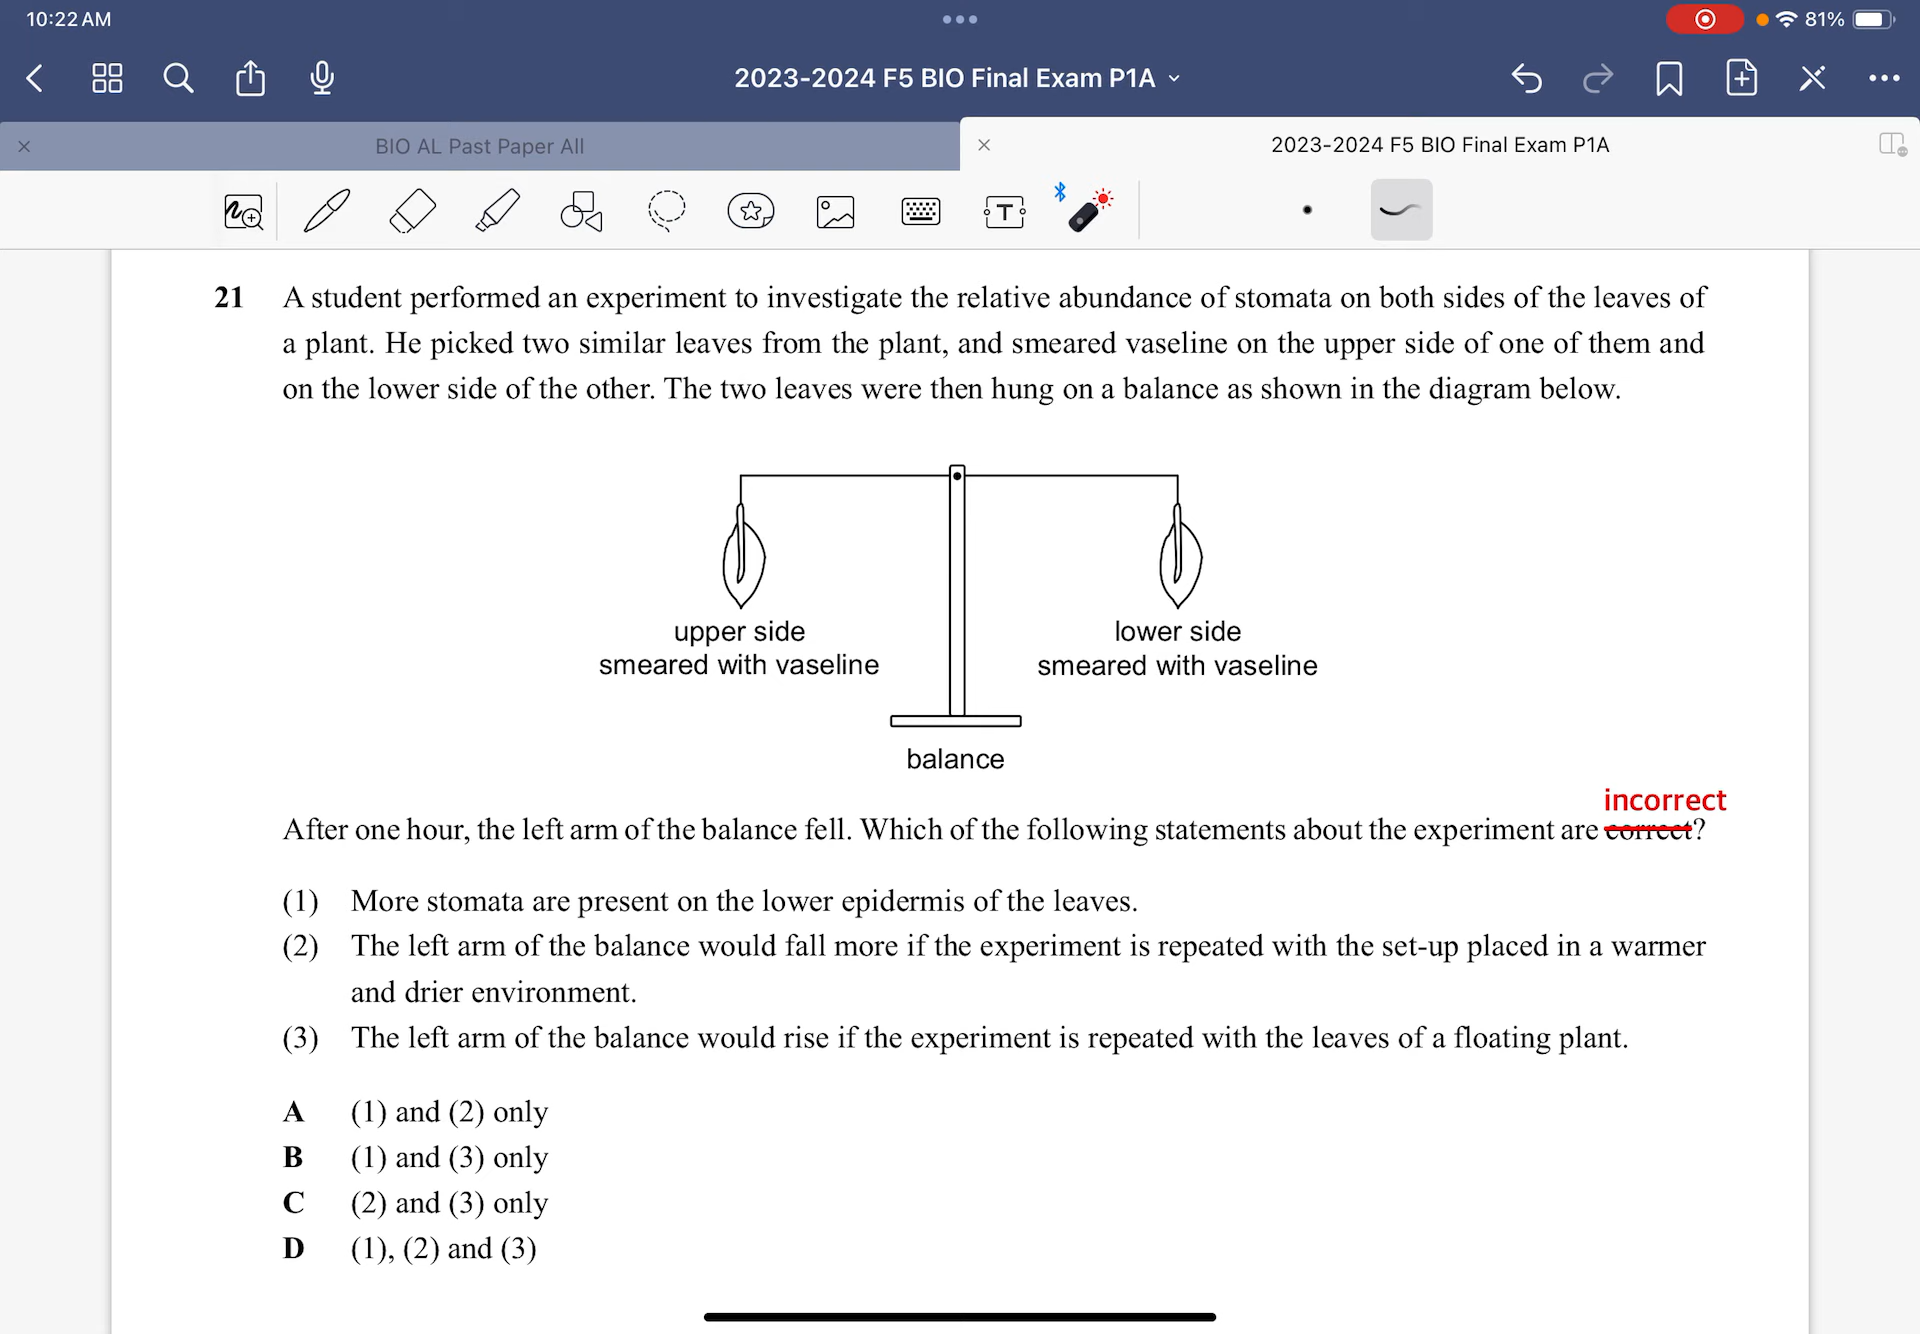 10:22 AM
81%
2023-2024 F5 BIO Final Exam P1A
BIO AL Past Paper All
2023-2024 F5 BIO Final Exam P1A
T
21 A student performed an experiment to investigate the relative abundance of stomata on both sides of the leaves of
a plant. He picked two similar leaves from the plant, and smeared vaseline on the upper side of one of them and
on the lower side of the other. The two leaves were then hung on a balance as shown in the diagram below.
upper side
smeared with vaseline
lower side
smeared with vaseline
balance
incorrect
After one hour, the left arm of the balance fell. Which of the following statements about the experiment are correct?
(1) More stomata are present on the lower epidermis of the leaves.
(2) The left arm of the balance would fall more if the experiment is repeated with the set-up placed in a warmer
and drier environment.
(3) The left arm of the balance would rise if the experiment is repeated with the leaves of a floating plant.
A (1) and (2) only
B (1) and (3) only
C (2) and (3) only
D (1), (2) and (3)